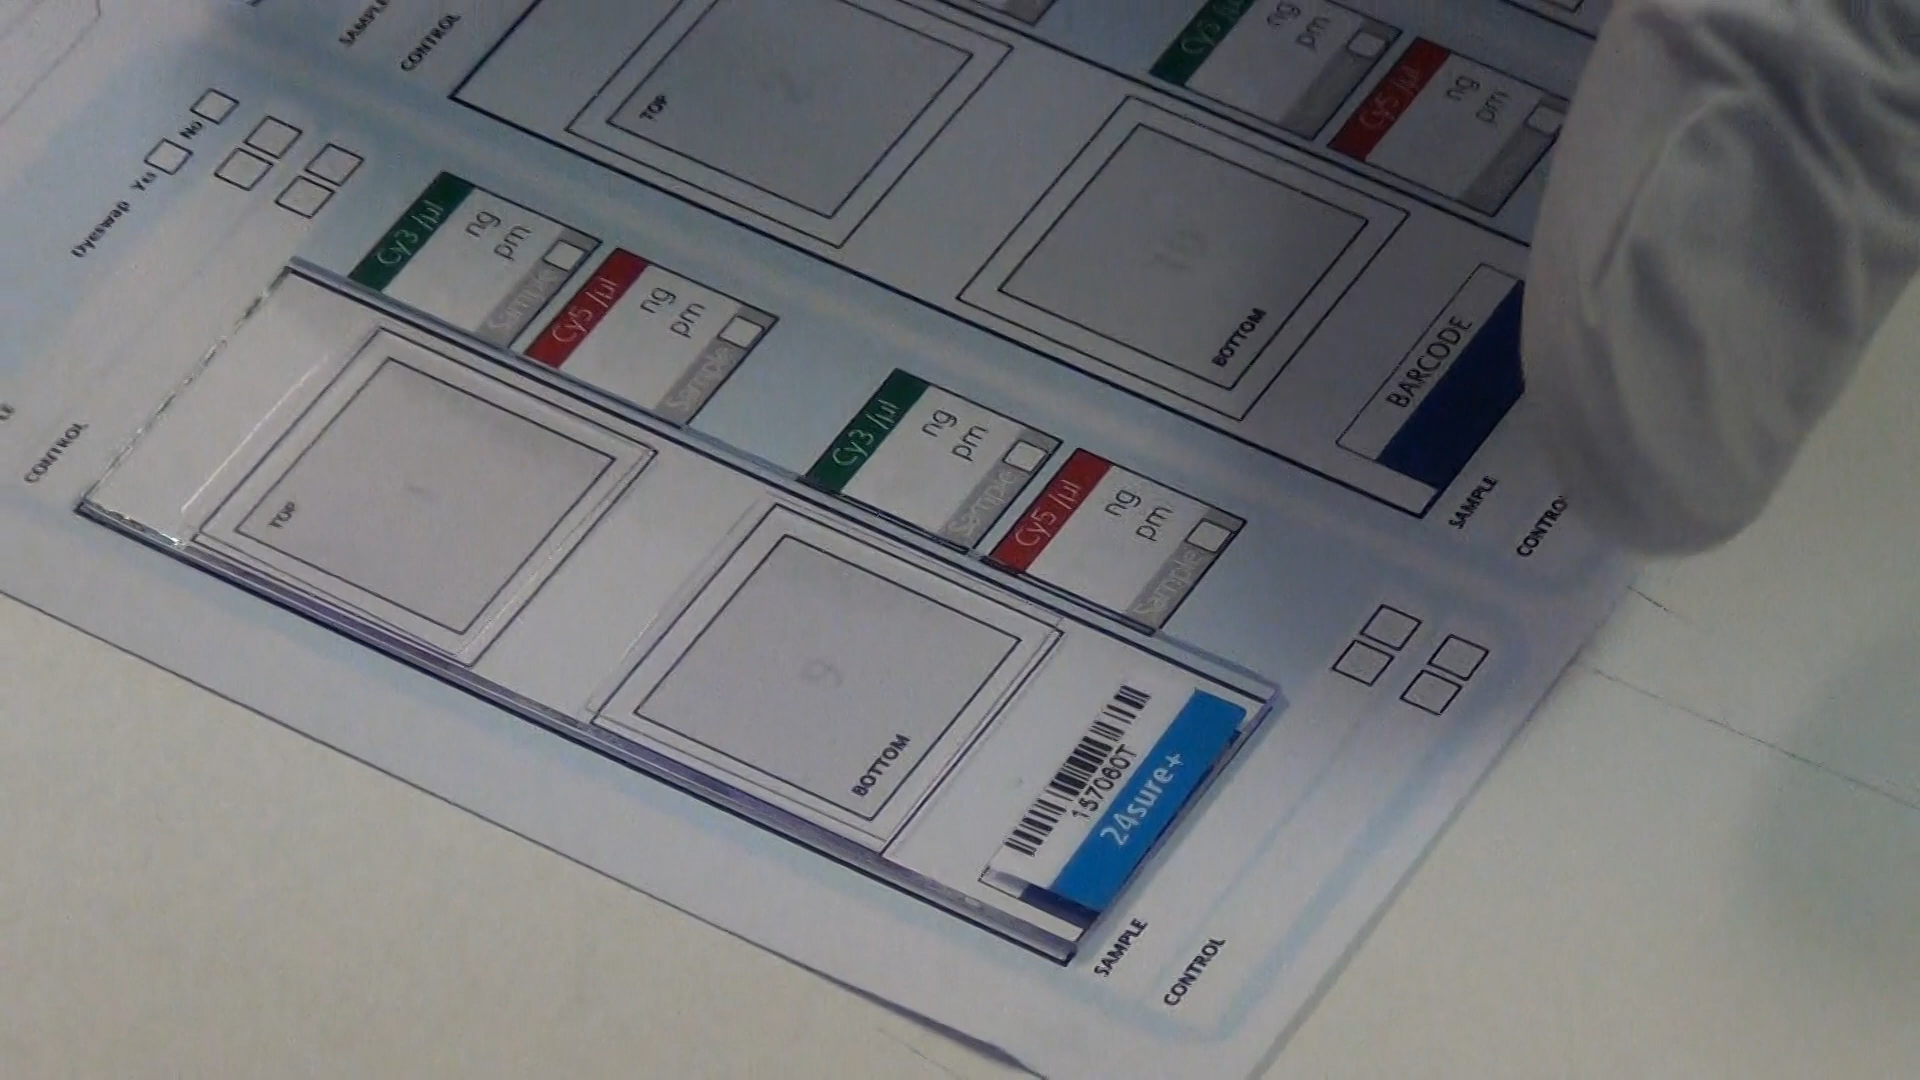 SAMPLE
CONTROL
Cy3 /µl
ng
pm
Cy5 /µl
ng
pm
TOP
BOTTOM
BARCODE
SAMPLE
Dyeswap Yes No
Cy3 /µl
ng
pm
Sample
Cy5 /µl
ng
pm
Sample
Cy3 /µl
ng
pm
Sample
Cy5 /µl
ng
pm
Sample
CONTROL
TOP
9
BOTTOM
157060T
24sure+
SAMPLE
CONTROL